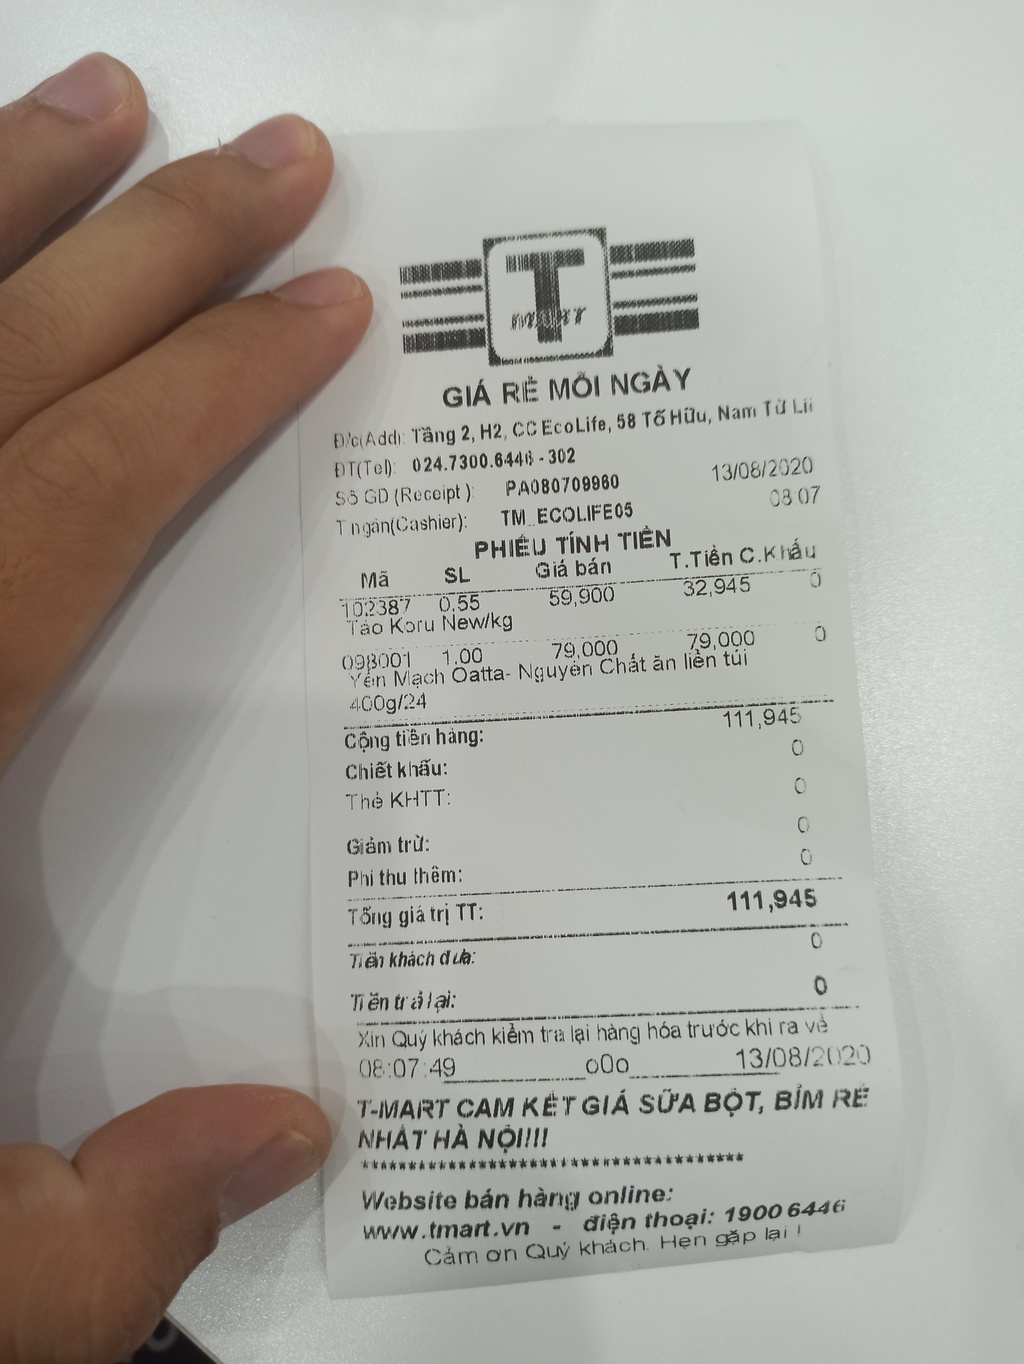 T
MART
GIÁ RẺ MỖI NGÀY
Đ/c(Add): Tầng 2, H2, CC EcoLife, 58 Tố Hữu, Nam Từ Lii
ĐT(Tel): 024.7300.6446 - 302
Số GD (Receipt ): PA080709960 13/08/2020
T ngân(Cashier): TM_ECOLIFE05 08:07
PHIẾU TÍNH TIỀN
Mã SL Giá bán T.Tiền C.Khấu
102387 0.55 59,900 32,945 0
Táo Koru New/kg
098001 1.00 79,000 79,000 0
Yến Mạch Oatta- Nguyên Chất ăn liền túi
400g/24
Cộng tiền hàng: 111,945
Chiết khấu: 0
Thẻ KHTT: 0
Giảm trừ: 0
Phí thu thêm: 0
Tổng giá trị TT: 111,945
Tiền khách đưa: 0
Tiền trả lại: 0
Xin Quý khách kiểm tra lại hàng hóa trước khi ra về
08:07:49__________o0o__________13/08/2020
T-MART CAM KẾT GIÁ SỮA BỘT, BỈM RẺ
NHẤT HÀ NỘI!!!
****************************************
Website bán hàng online:
www.tmart.vn - điện thoại: 1900 6446
Cảm ơn Quý khách. Hẹn gặp lại !